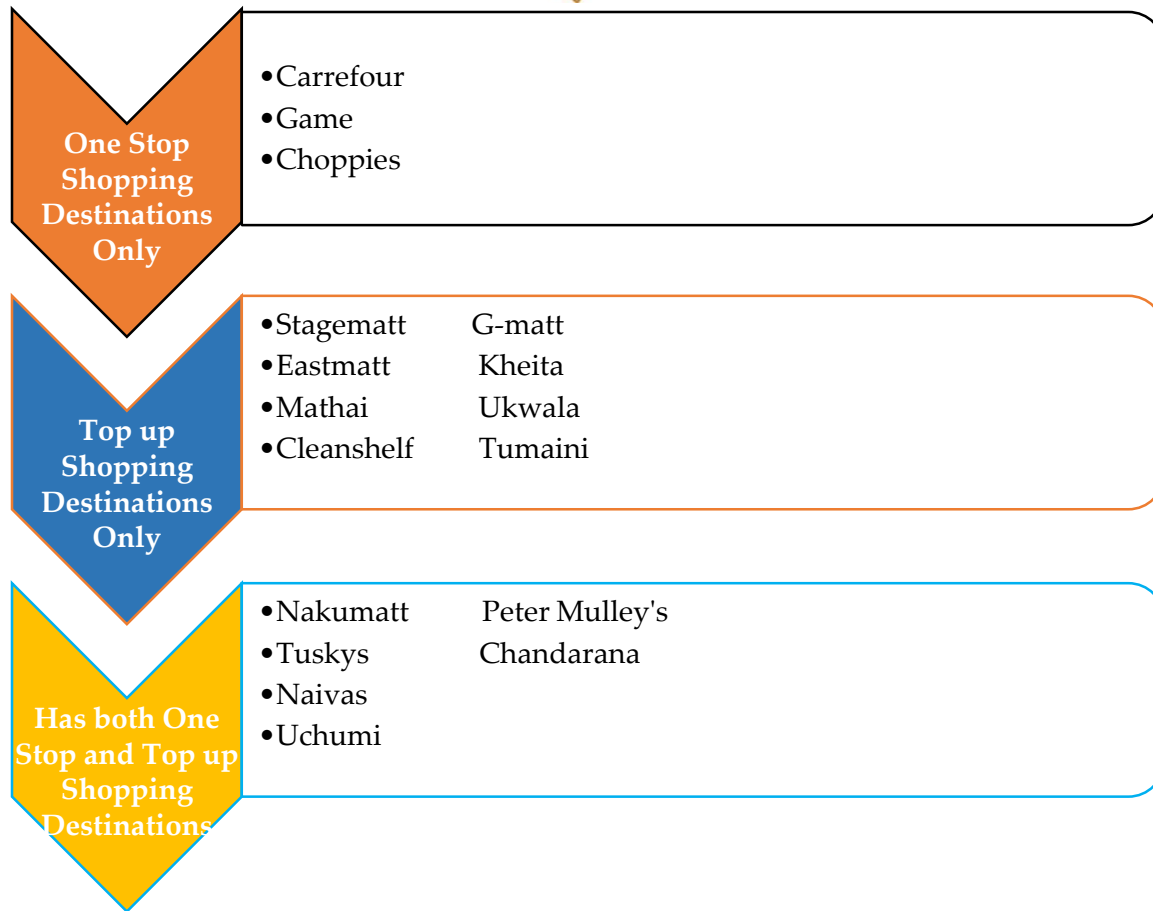 One Stop
Shopping
Destinations
Only
•Carrefour
•Game
•Choppies
Top up
Shopping
Destinations
Only
•Stagematt G-matt
•Eastmatt Kheita
•Mathai Ukwala
•Cleanshelf Tumaini
Has both One
Stop and Top up
Shopping
Destinations
•Nakumatt Peter Mulley's
•Tuskys Chandarana
•Naivas
•Uchumi